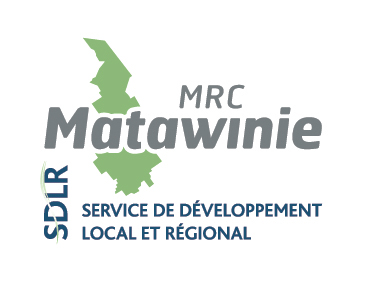 MRC
Matawinie
SDLR
SERVICE DE DÉVELOPPEMENT
LOCAL ET RÉGIONAL